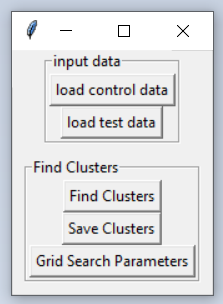 input data
load control data
load test data
Find Clusters
Find Clusters
Save Clusters
Grid Search Parameters